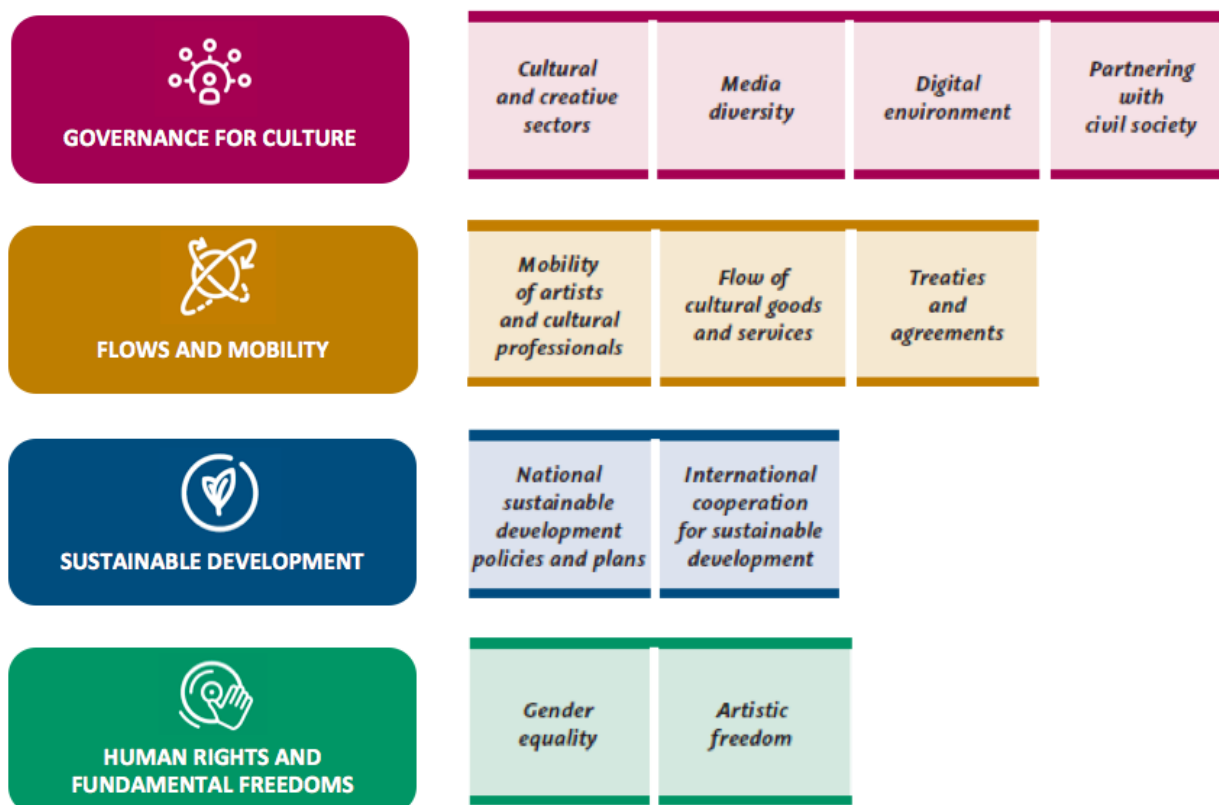 GOVERNANCE FOR CULTURE
Cultural
and creative
sectors
Media
diversity
Digital
environment
Partnering
with
civil society
FLOWS AND MOBILITY
Mobility
of artists
and cultural
professionals
Flow of
cultural goods
and services
Treaties
and
agreements
SUSTAINABLE DEVELOPMENT
National
sustainable
development
policies and plans
International
cooperation
for sustainable
development
HUMAN RIGHTS AND
FUNDAMENTAL FREEDOMS
Gender
equality
Artistic
freedom